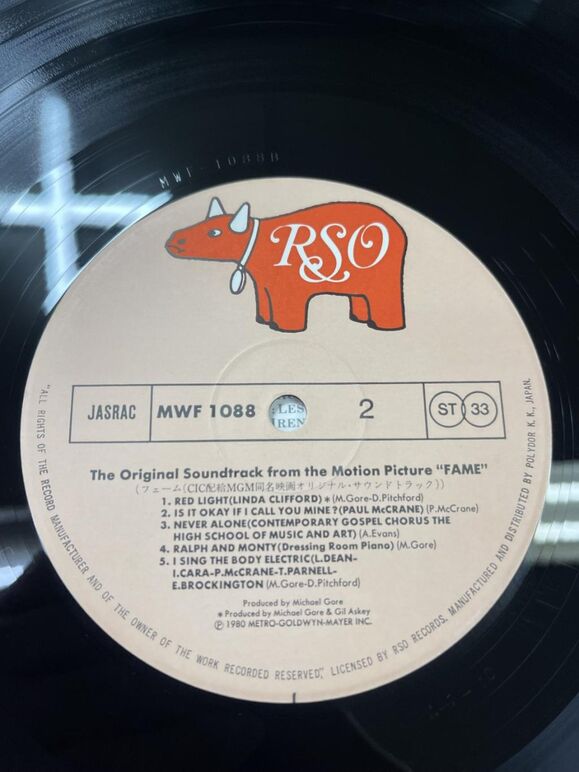 MWF-1088B
RSO
JASRAC
MWF 1088
LES
REN
2
ST 33
The Original Soundtrack from the Motion Picture “FAME”
(フェーム〔CIC配給MGM同名映画オリジナル・サウンドトラック〕)
1. RED LIGHT(LINDA CLIFFORD) *(M.Gore-D.Pitchford)
2. IS IT OKAY IF I CALL YOU MINE?(PAUL McCRANE) (P.McCrane)
3. NEVER ALONE(CONTEMPORARY GOSPEL CHORUS THE
HIGH SCHOOL OF MUSIC AND ART) (A.Evans)
4. RALPH AND MONTY(Dressing Room Piano) (M.Gore)
5. I SING THE BODY ELECTRIC(L.DEAN-
I.CARA-P.McCRANE-T.PARNELL-
E.BROCKINGTON) (M.Gore-D.Pitchford)
Produced by Michael Gore
* Produced by Michael Gore & Gil Askey
Ⓟ 1980 METRO-GOLDWYN-MAYER INC.
“ALL RIGHTS OF THE RECORD MANUFACTURER AND OF THE OWNER OF THE WORK RECORDED RESERVED,” LICENSED BY RSO RECORDS. MANUFACTURED AND DISTRIBUTED BY POLYDOR K. K., JAPAN.